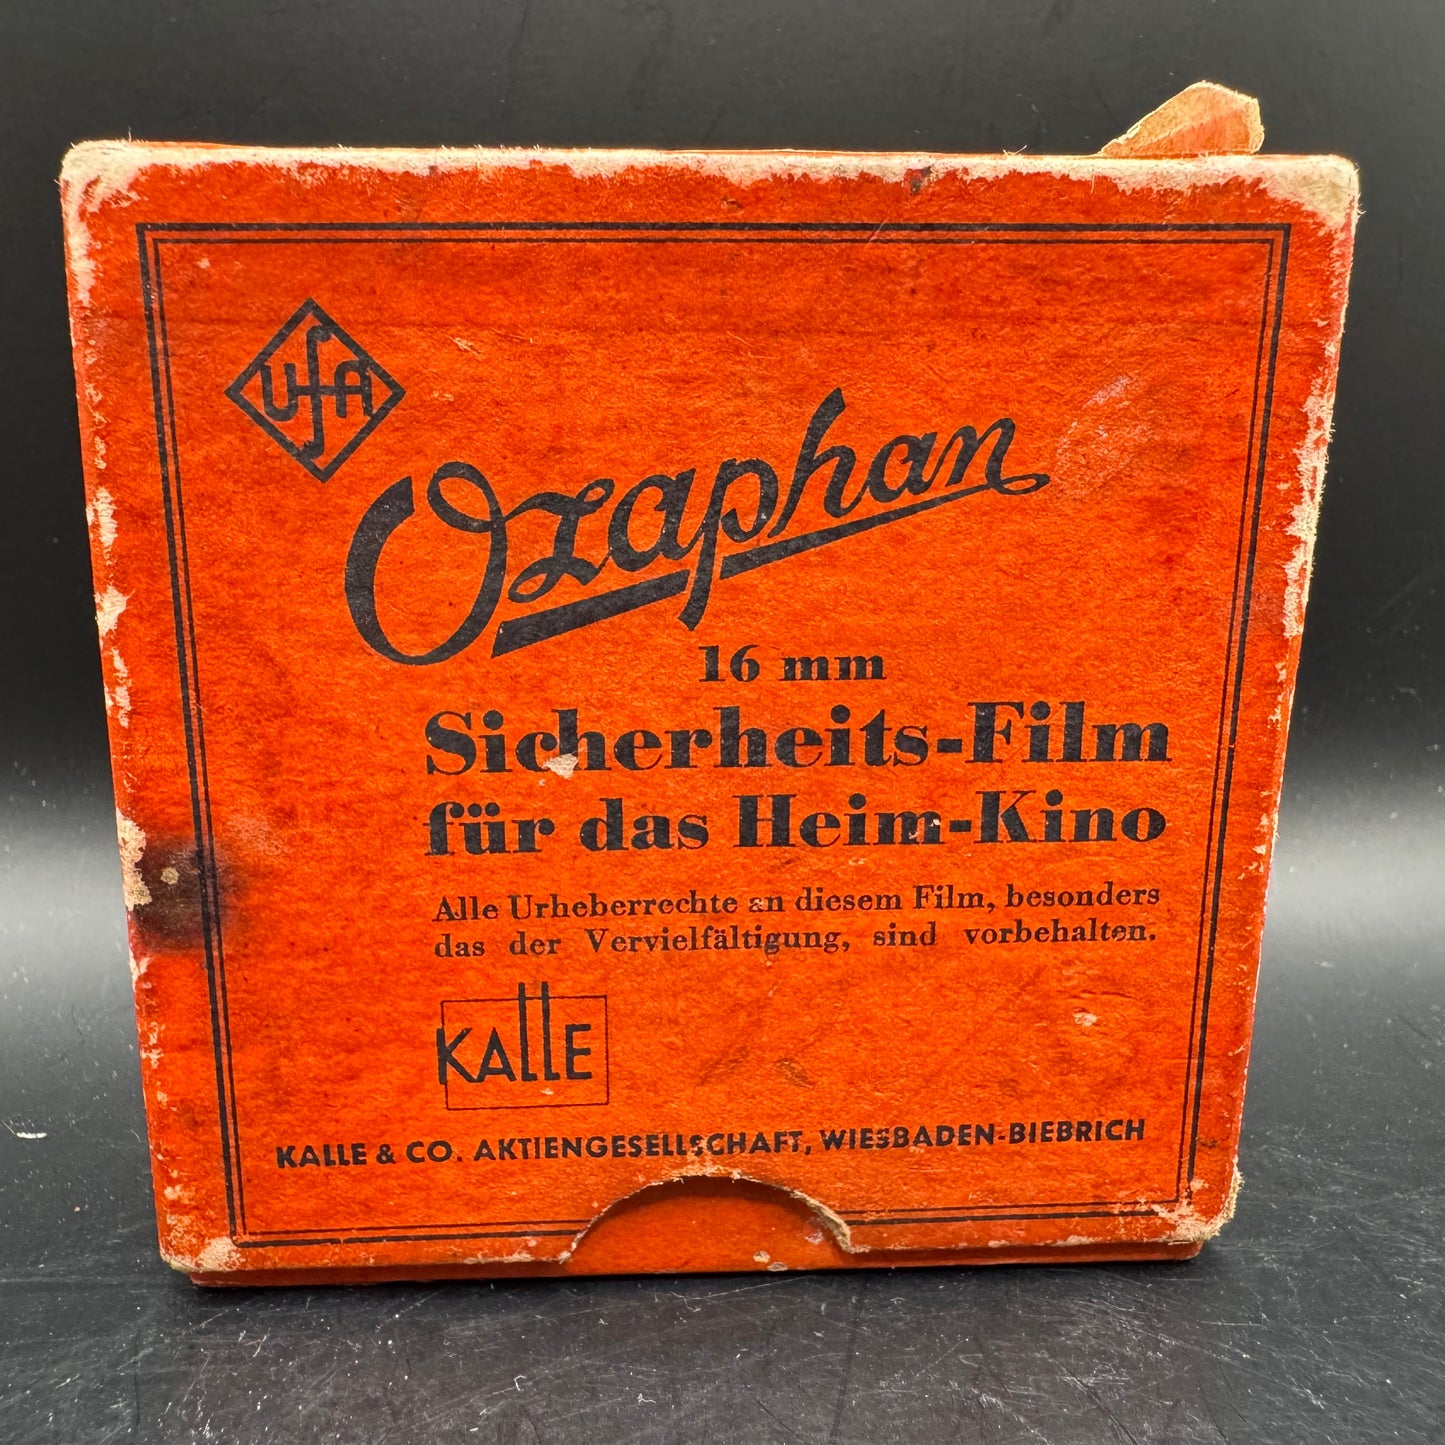 UfA
Ozaphan
16 mm
Sicherheits-Film
für das Heim-Kino
Alle Urheberrechte an diesem Film, besonders
das der Vervielfältigung, sind vorbehalten.
KALLE
KALLE & CO. AKTIENGESELLSCHAFT, WIESBADEN-BIEBRICH